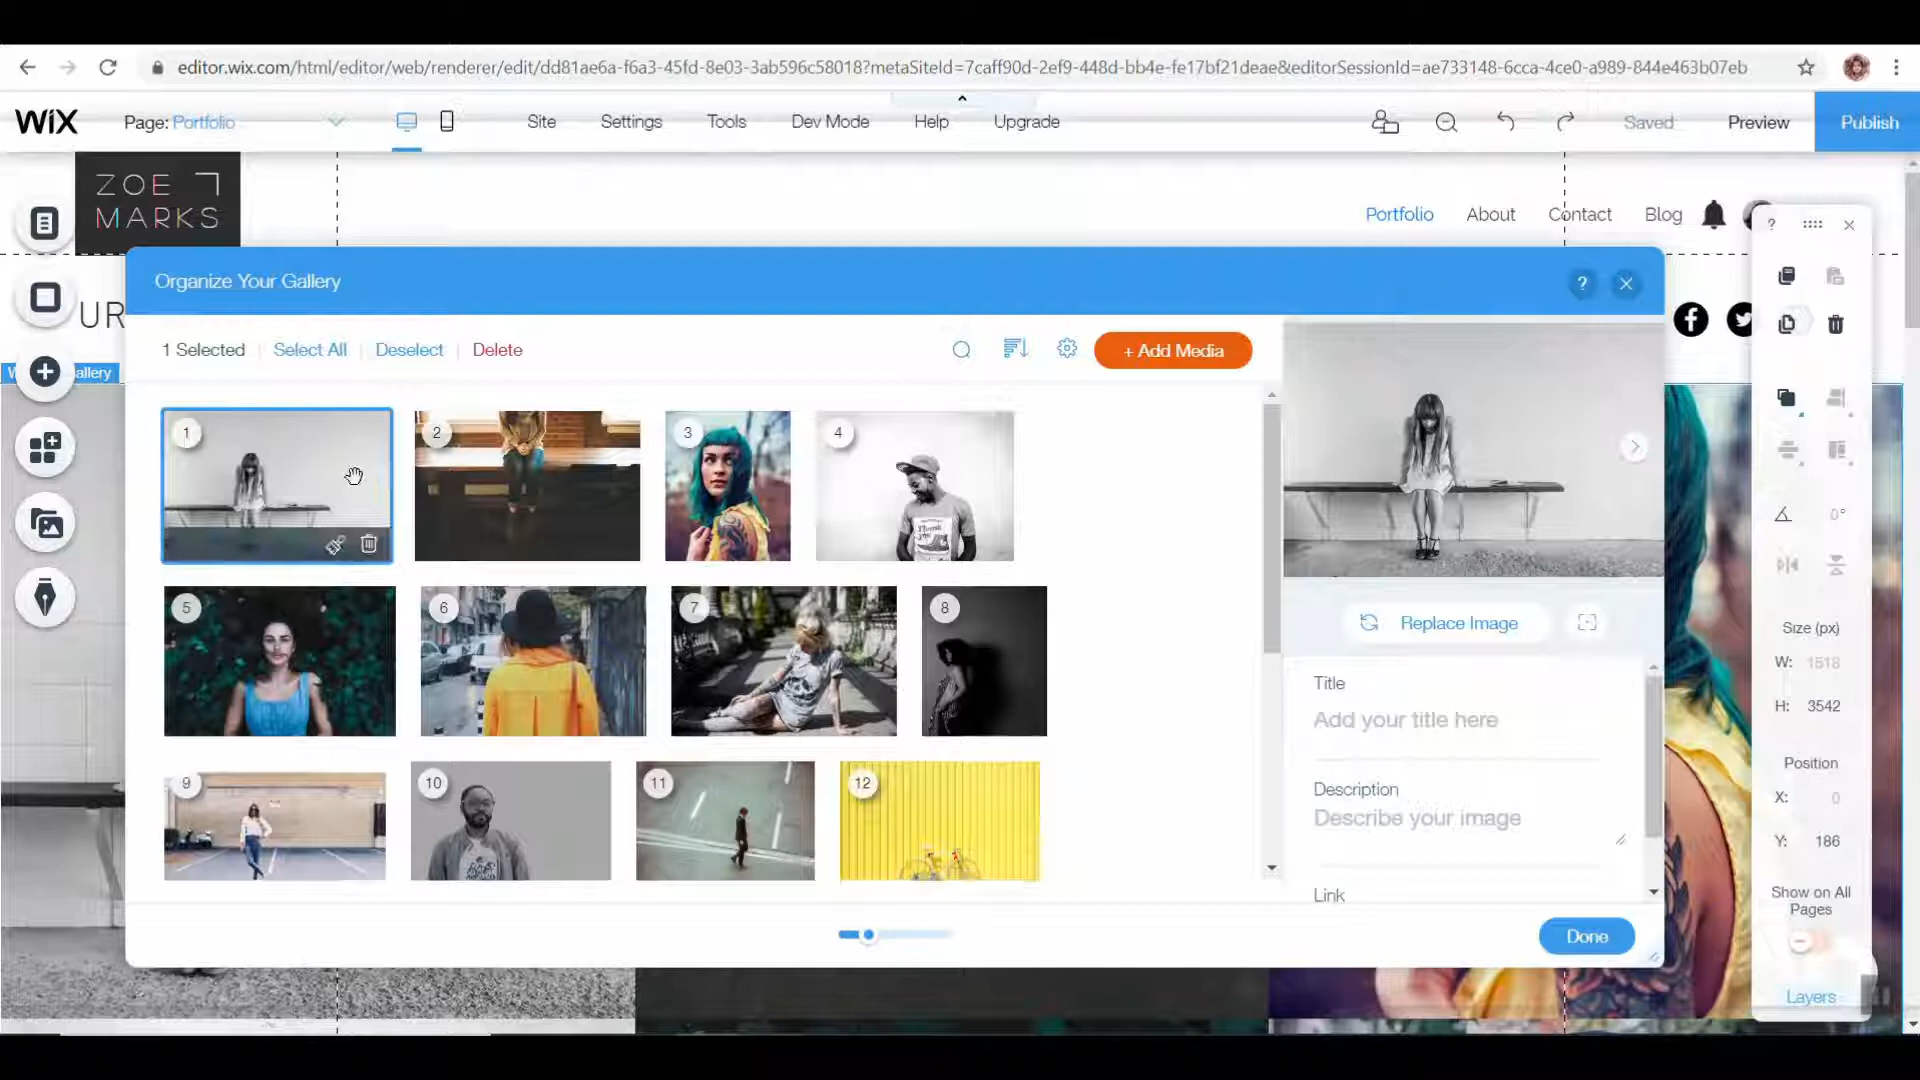 editor.wix.com/html/editor/web/renderer/edit/dd81ae6a-f6a3-45fd-8e03-3ab596c58018?metaSiteId=7caff90d-2ef9-448d-bb4e-fe17bf21deae&editorSessionId=ae733148-6cca-4ce0-a989-844e463b07eb
WiX Page: Portfolio Site Settings Tools Dev Mode Help Upgrade Saved Preview Publish
ZOE
MARKS
Portfolio About Contact Blog
?
Organize Your Gallery ?
UR
1 Selected Select All Deselect Delete + Add Media
W allery
1 2 3 4
Thank
you
5 6 7 8
9 10 11 12
Replace Image
Title
Add your title here
Description
Describe your image
Link
Done
0°
Size (px)
W: 1518
H: 3542
Position
X: 0
Y: 186
Show on All
Pages
Layers